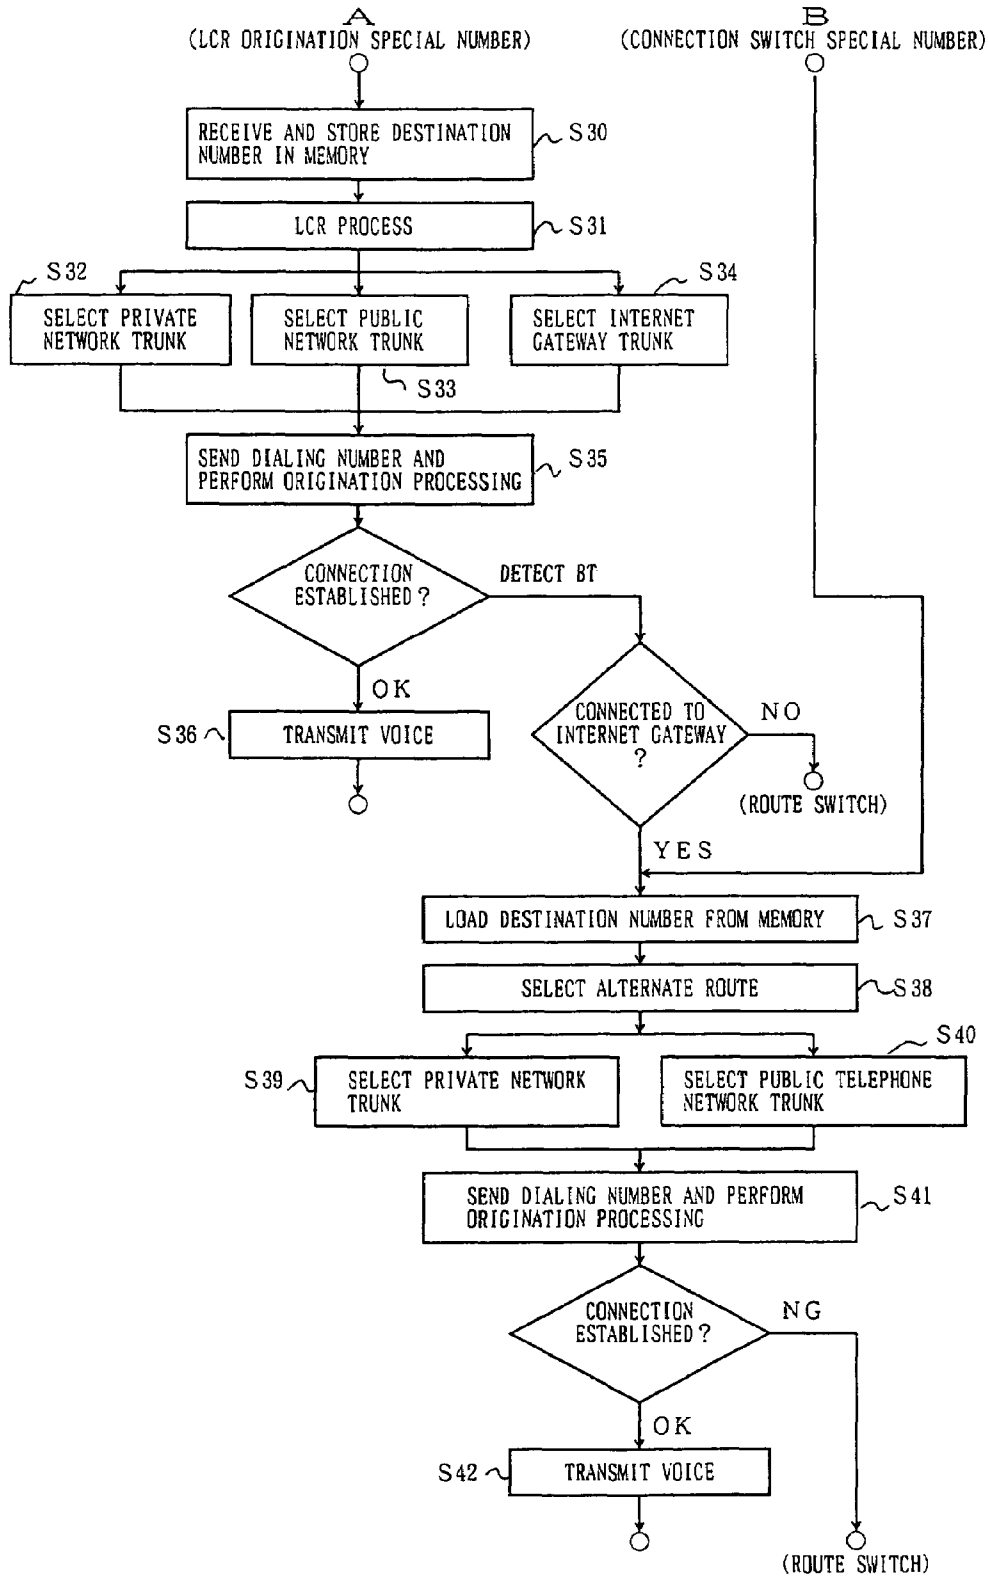 A
(LCR ORIGINATION SPECIAL NUMBER)
B
(CONNECTION SWITCH SPECIAL NUMBER)
RECEIVE AND STORE DESTINATION
NUMBER IN MEMORY
S30
LCR PROCESS
S31
S32
SELECT PRIVATE
NETWORK TRUNK
SELECT PUBLIC
NETWORK TRUNK
S33
S34
SELECT INTERNET
GATEWAY TRUNK
SEND DIALING NUMBER AND
PERFORM ORIGINATION PROCESSING
S35
CONNECTION
ESTABLISHED?
DETECT BT
OK
S36
TRANSMIT VOICE
CONNECTED TO
INTERNET GATEWAY
?
NO
(ROUTE SWITCH)
YES
LOAD DESTINATION NUMBER FROM MEMORY
S37
SELECT ALTERNATE ROUTE
S38
S39
SELECT PRIVATE NETWORK
TRUNK
S40
SELECT PUBLIC TELEPHONE
NETWORK TRUNK
SEND DIALING NUMBER AND PERFORM
ORIGINATION PROCESSING
S41
CONNECTION
ESTABLISHED?
NG
OK
S42
TRANSMIT VOICE
(ROUTE SWITCH)